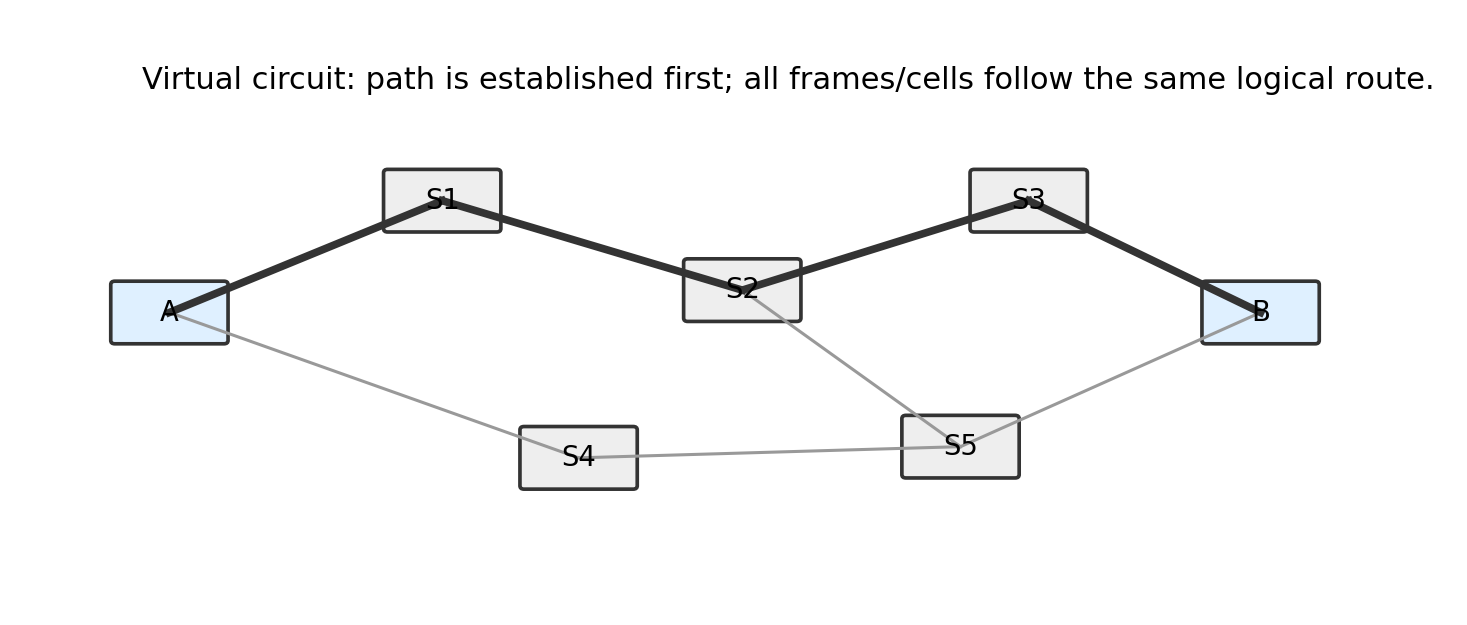 Virtual circuit: path is established first; all frames/cells follow the same logical route.
S1
S3
S2
A
B
S5
S4